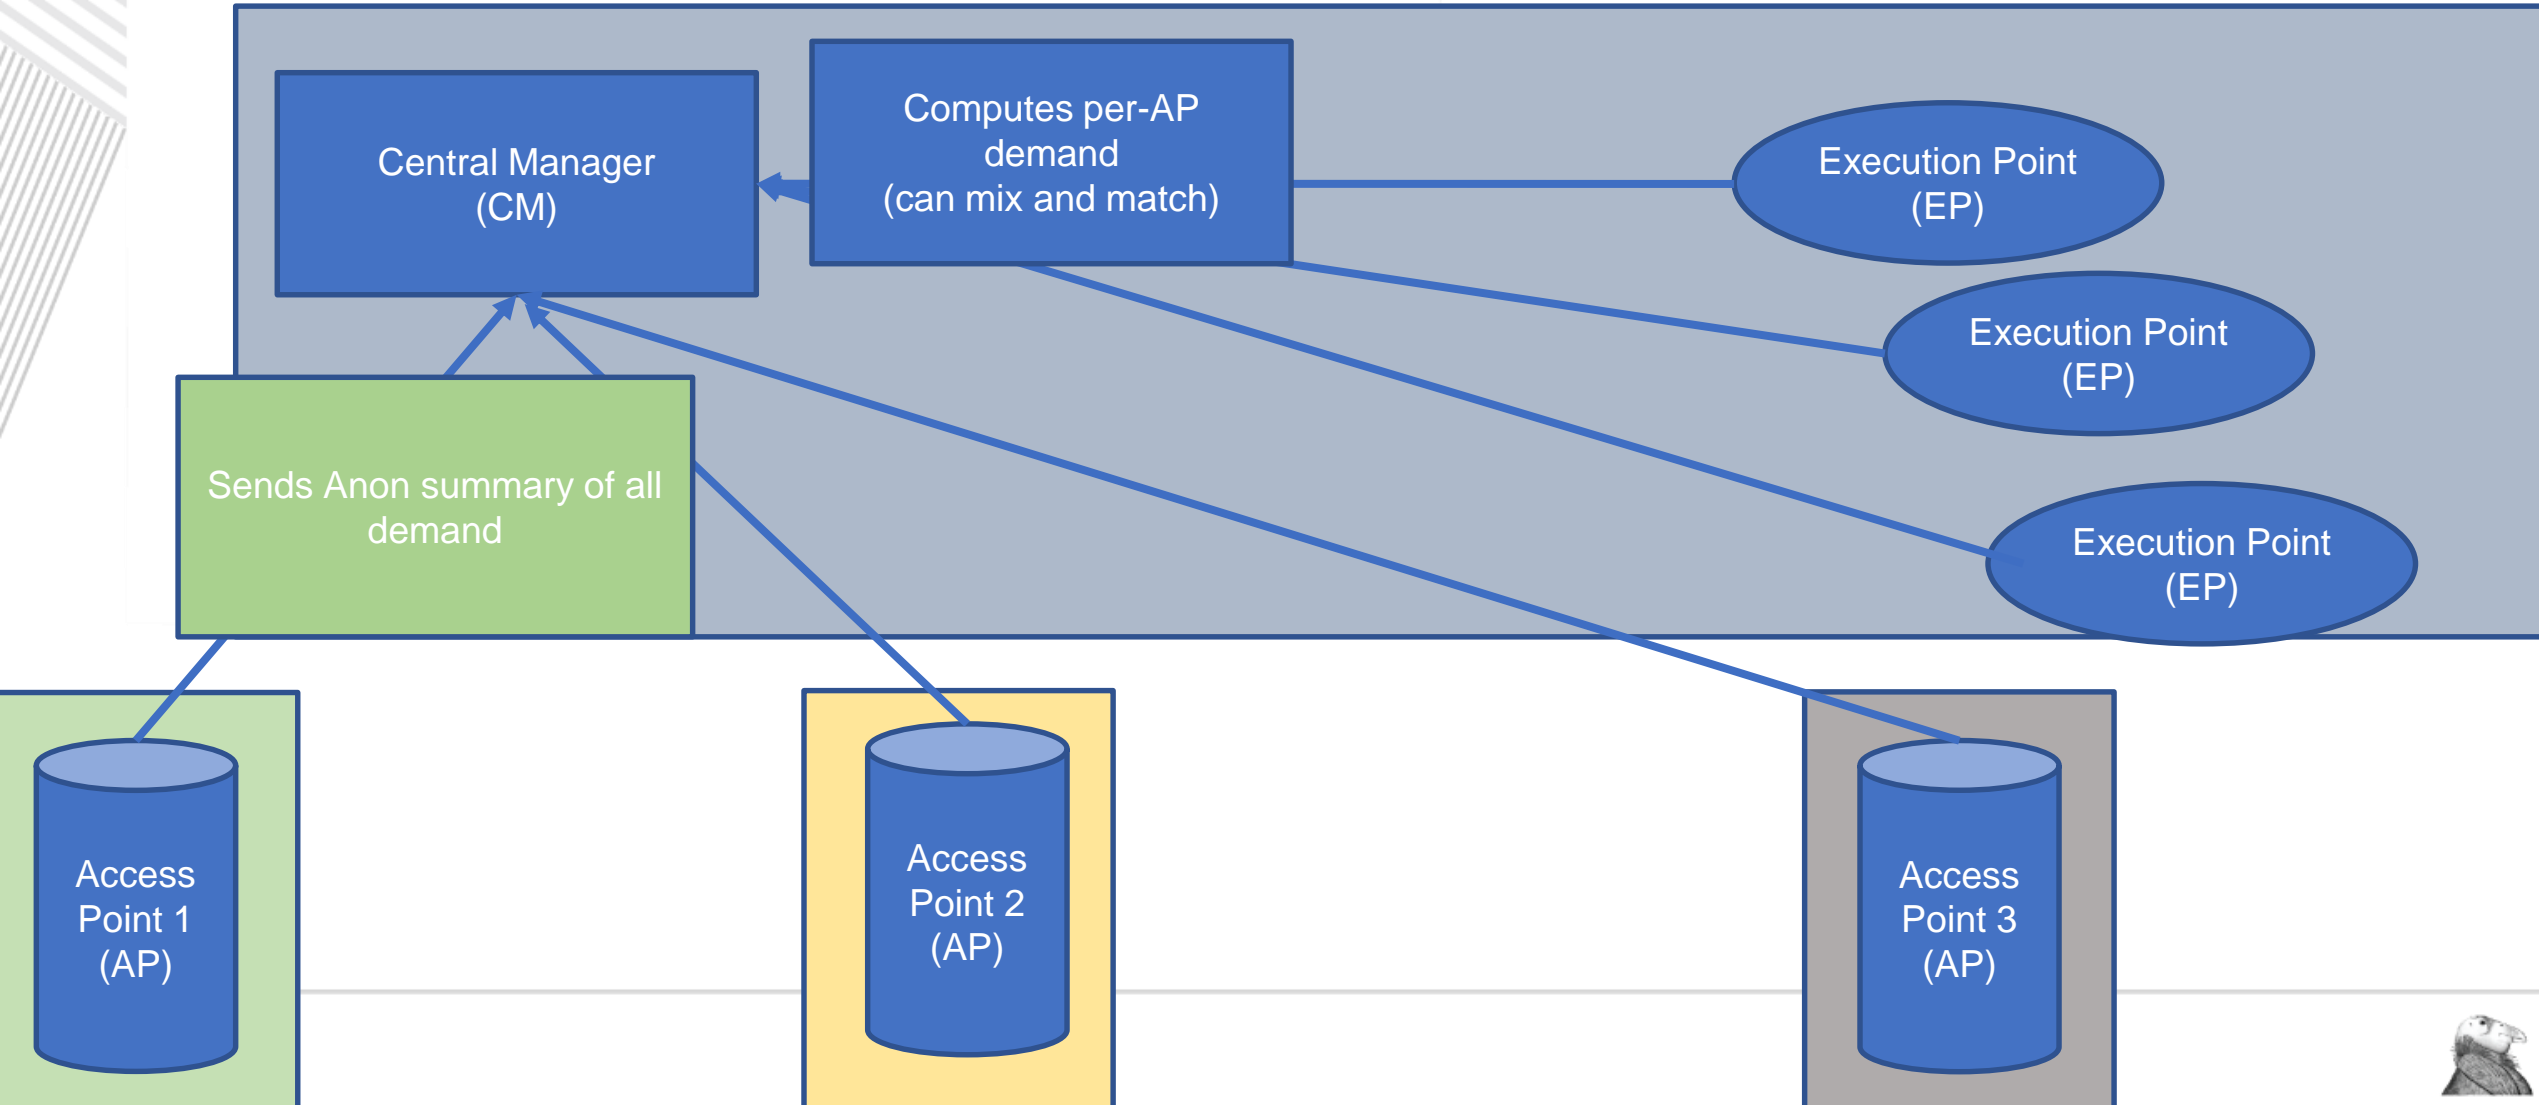 Central Manager
(CM)
Computes per-AP
demand
(can mix and match)
Execution Point
(EP)
Execution Point
(EP)
Execution Point
(EP)
Sends Anon summary of all
demand
Access
Point 1
(AP)
Access
Point 2
(AP)
Access
Point 3
(AP)